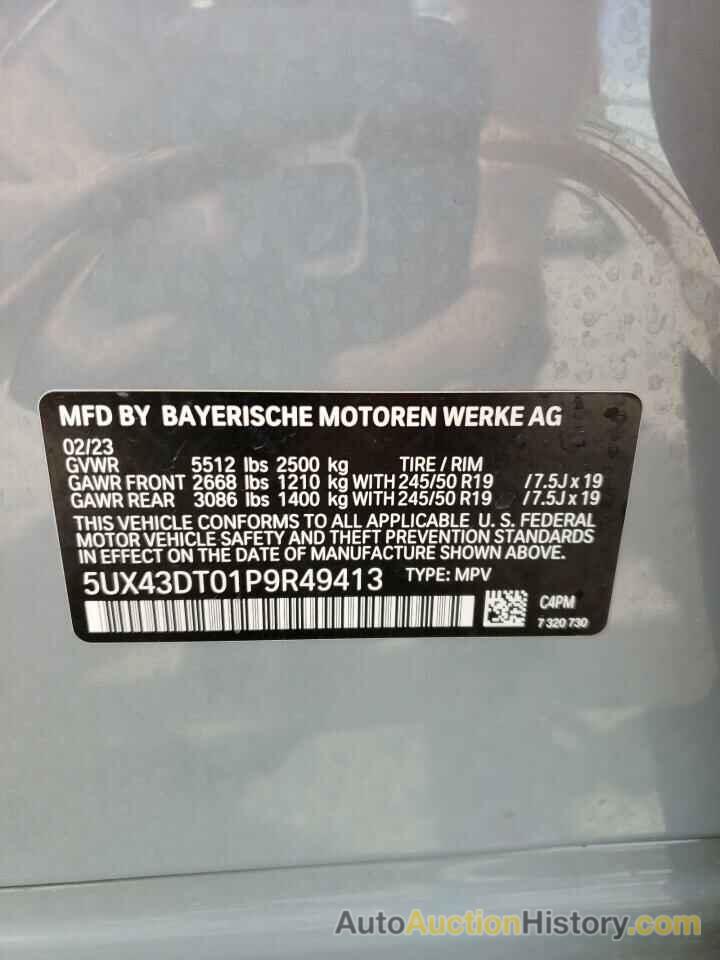 MFD BY BAYERISCHE MOTOREN WERKE AG
02/23
GVWR 5512 lbs 2500 kg TIRE / RIM
GAWR FRONT 2668 lbs 1210 kg WITH 245/50 R19 / 7.5J x 19
GAWR REAR 3086 lbs 1400 kg WITH 245/50 R19 / 7.5J x 19
THIS VEHICLE CONFORMS TO ALL APPLICABLE U. S. FEDERAL
MOTOR VEHICLE SAFETY AND THEFT PREVENTION STANDARDS
IN EFFECT ON THE DATE OF MANUFACTURE SHOWN ABOVE.
5UX43DT01P9R49413 TYPE: MPV
C4PM
7 320 730
AutoAuctionHistory.com